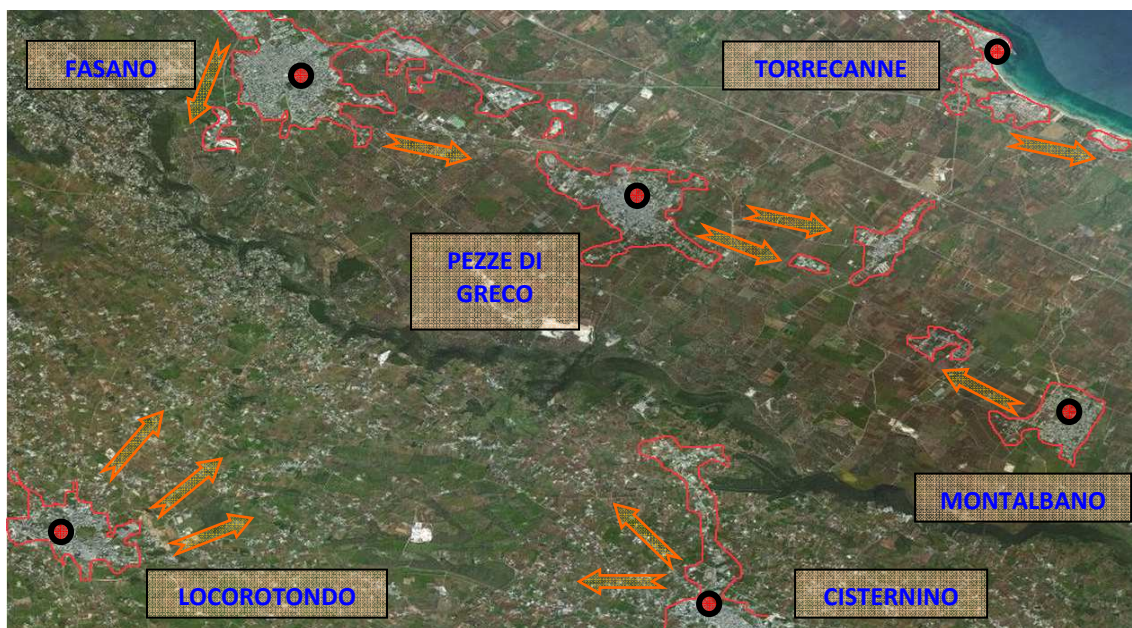 FASANO
TORRECANNE
PEZZE DI
GRECO
MONTALBANO
LOCOROTONDO
CISTERNINO